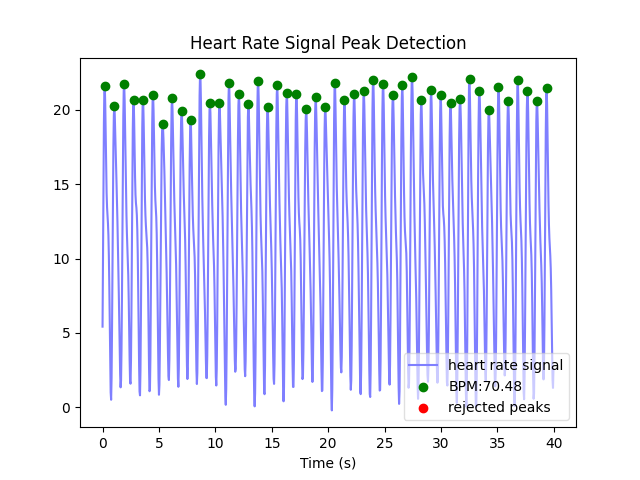 Heart Rate Signal Peak Detection
20
15
10
5
0
heart rate signal
BPM:70.48
rejected peaks
0 5 10 15 20 25 30 35 40
Time (s)